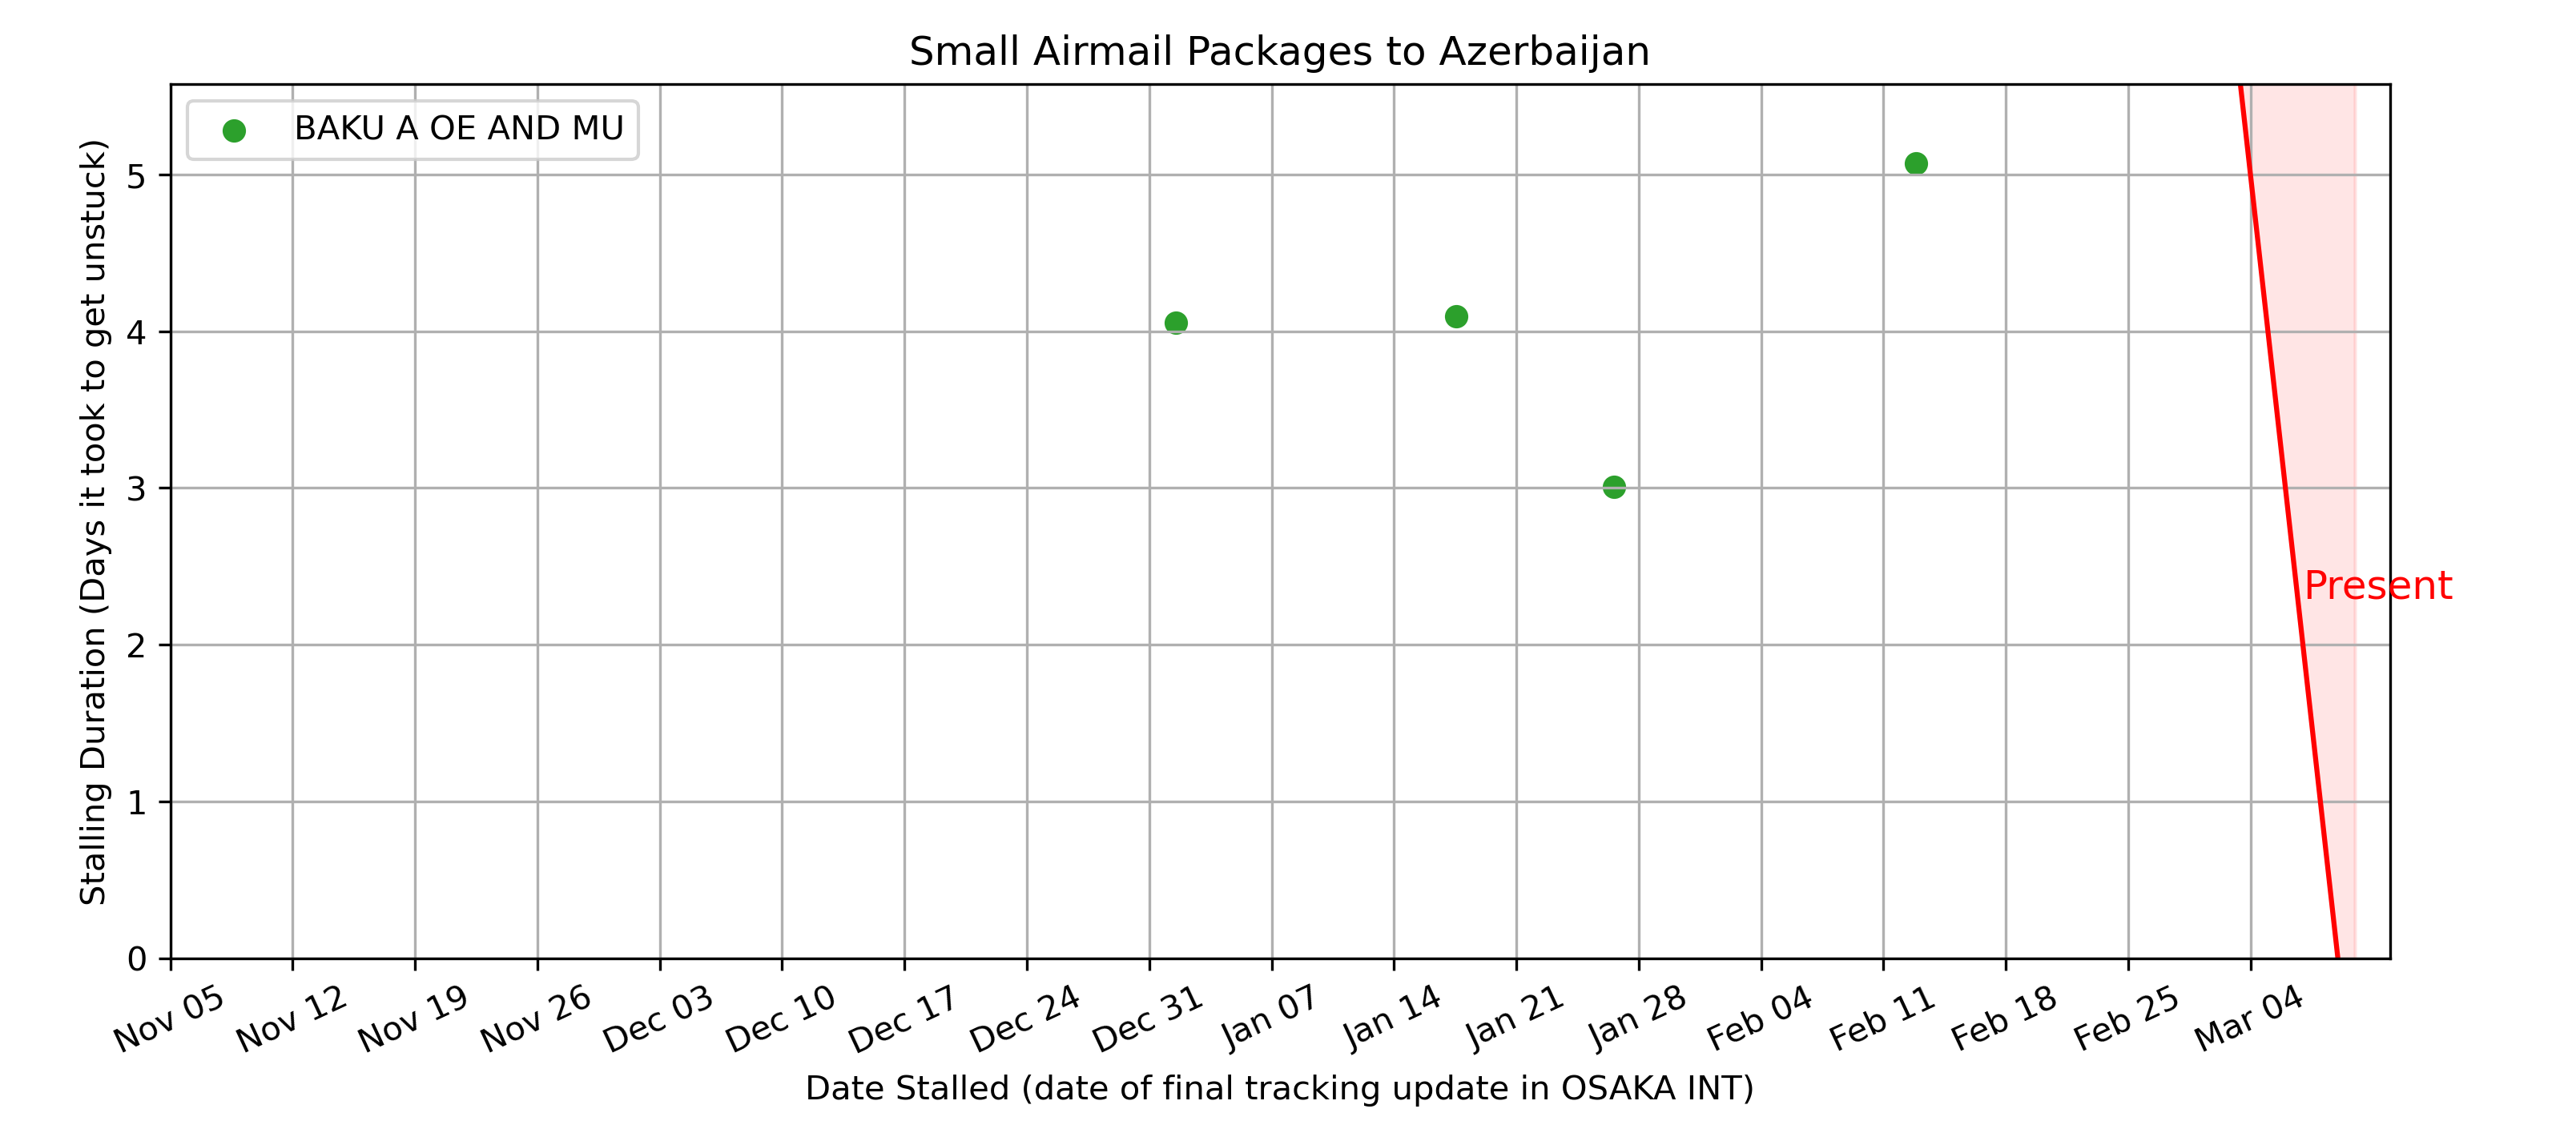 Small Airmail Packages to Azerbaijan
BAKU A OE AND MU
Stalling Duration (Days it took to get unstuck)
5
4
3
2
1
0
Present
Nov 05
Nov 12
Nov 19
Nov 26
Dec 03
Dec 10
Dec 17
Dec 24
Dec 31
Jan 07
Jan 14
Jan 21
Jan 28
Feb 04
Feb 11
Feb 18
Feb 25
Mar 04
Date Stalled (date of final tracking update in OSAKA INT)